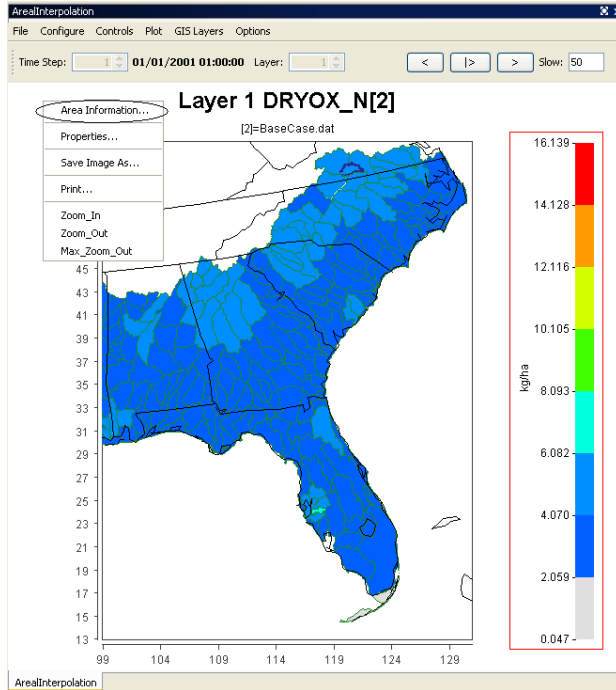 ArealInterpolation
File Configure Controls Plot GIS Layers Options
Time Step: 1 01/01/2001 01:00:00 Layer: 1 < |> > Slow: 50
Layer 1 DRYOX_N[2]
[2]=BaseCase.dat
Area Information...
Properties...
Save Image As...
Print...
Zoom_In
Zoom_Out
Max_Zoom_Out
45
43
41
39
37
35
33
31
29
27
25
23
21
19
17
15
13
99 104 109 114 119 124 129
16.139
14.128
12.116
10.105
8.093
6.082
4.070
2.059
0.047
kg/ha
ArealInterpolation